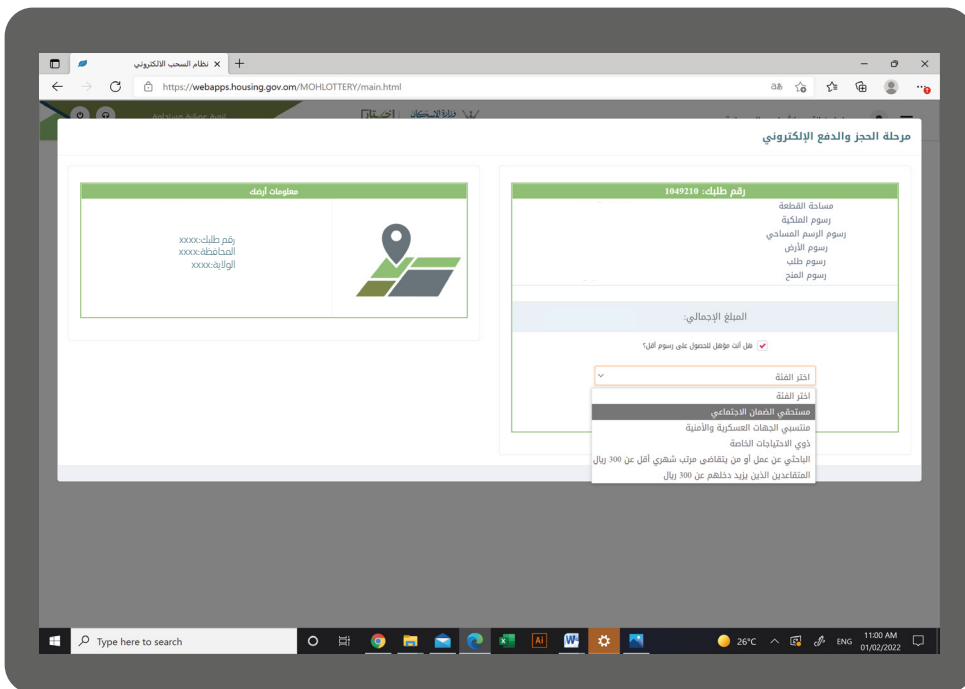 نظام السحب الالكتروني
https://webapps.housing.gov.om/MOHLOTTERY/main.html
وزارة الإسكان
مرحلة الحجز والدفع الإلكتروني
رقم طلبك: 1049210
مساحة القطعة
رسوم الملكية
رسوم الرسم المساحي
رسوم الأرض
رسوم طلب
رسوم المنح
المبلغ الإجمالي:
هل أنت مؤهل للحصول على رسوم أقل؟
اختر الفئة
اختر الفئة
مستحقي الضمان الاجتماعي
منتسبي الجهات العسكرية والأمنية
ذوي الاحتياجات الخاصة
الباحثي عن عمل أو من يتقاضى مرتب شهري أقل عن 300 ريال
المتقاعدين الذين يزيد دخلهم عن 300 ريال
معلومات أرضك
رقم طلبك:xxxx
المحافظة:xxxx
الولاية:xxxx
Type here to search
26°C
ENG
11:00 AM
01/02/2022